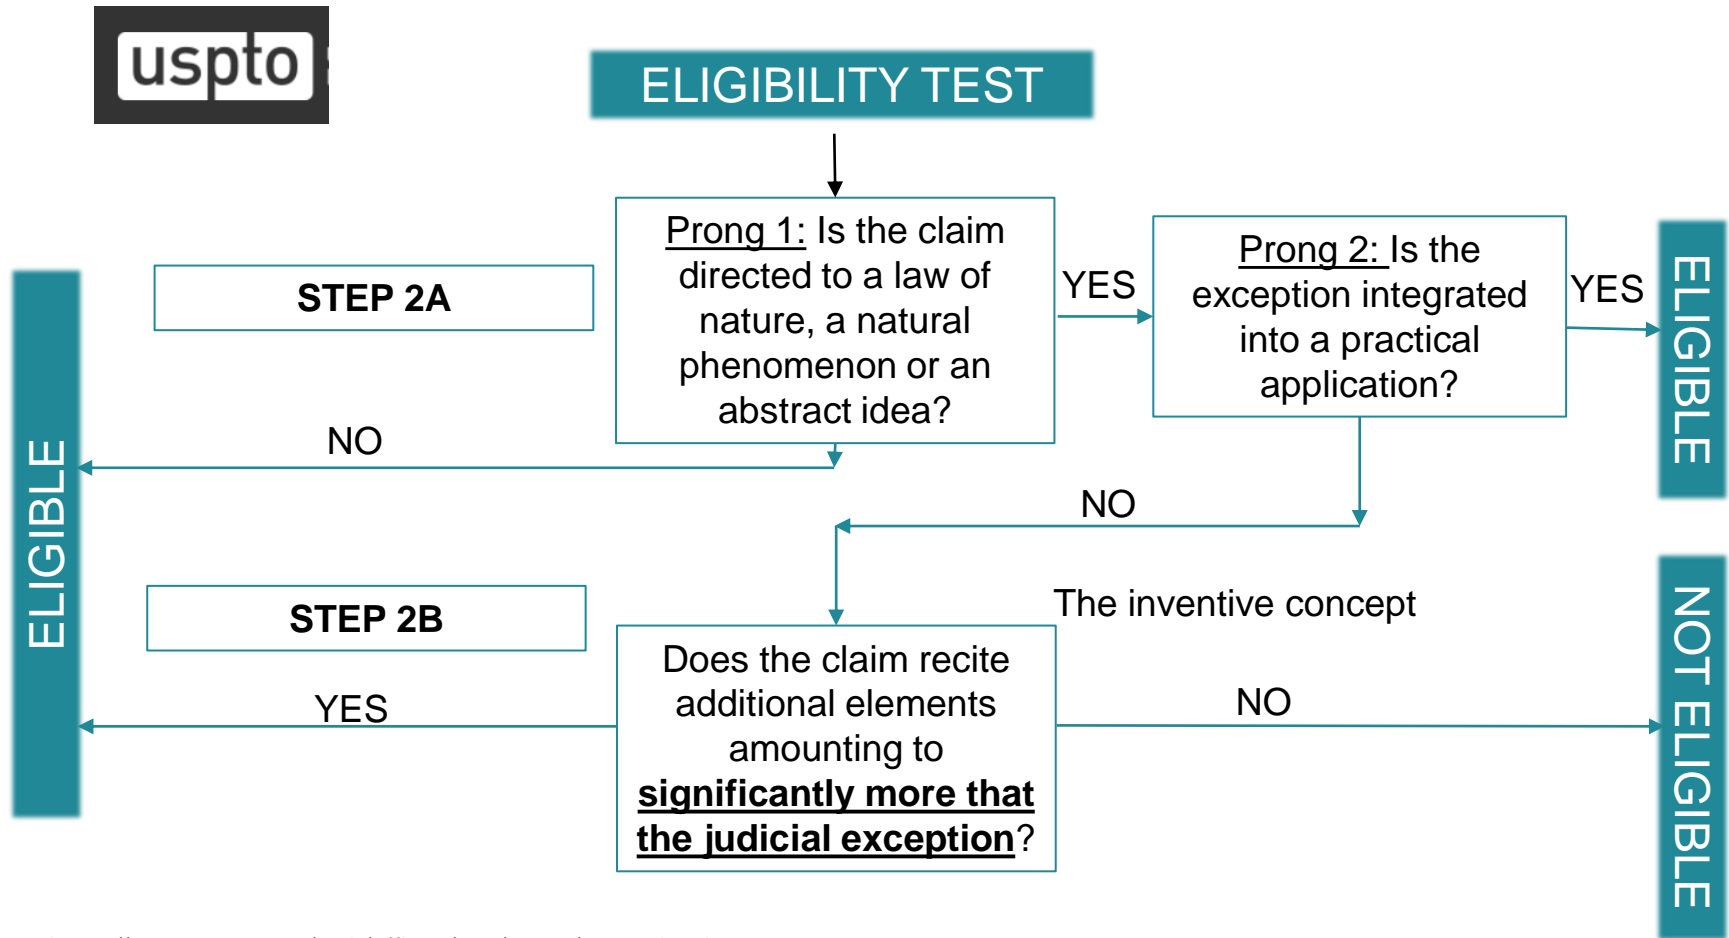 uspto
ELIGIBILITY TEST
Prong 1: Is the claim
directed to a law of
nature, a natural
phenomenon or an
abstract idea?
YES
Prong 2: Is the
exception integrated
into a practical
application?
YES
ELIGIBLE
STEP 2A
NO
NO
ELIGIBLE
STEP 2B
The inventive concept
Does the claim recite
additional elements
amounting to
significantly more that
the judicial exception?
YES
NO
NOT ELIGIBLE